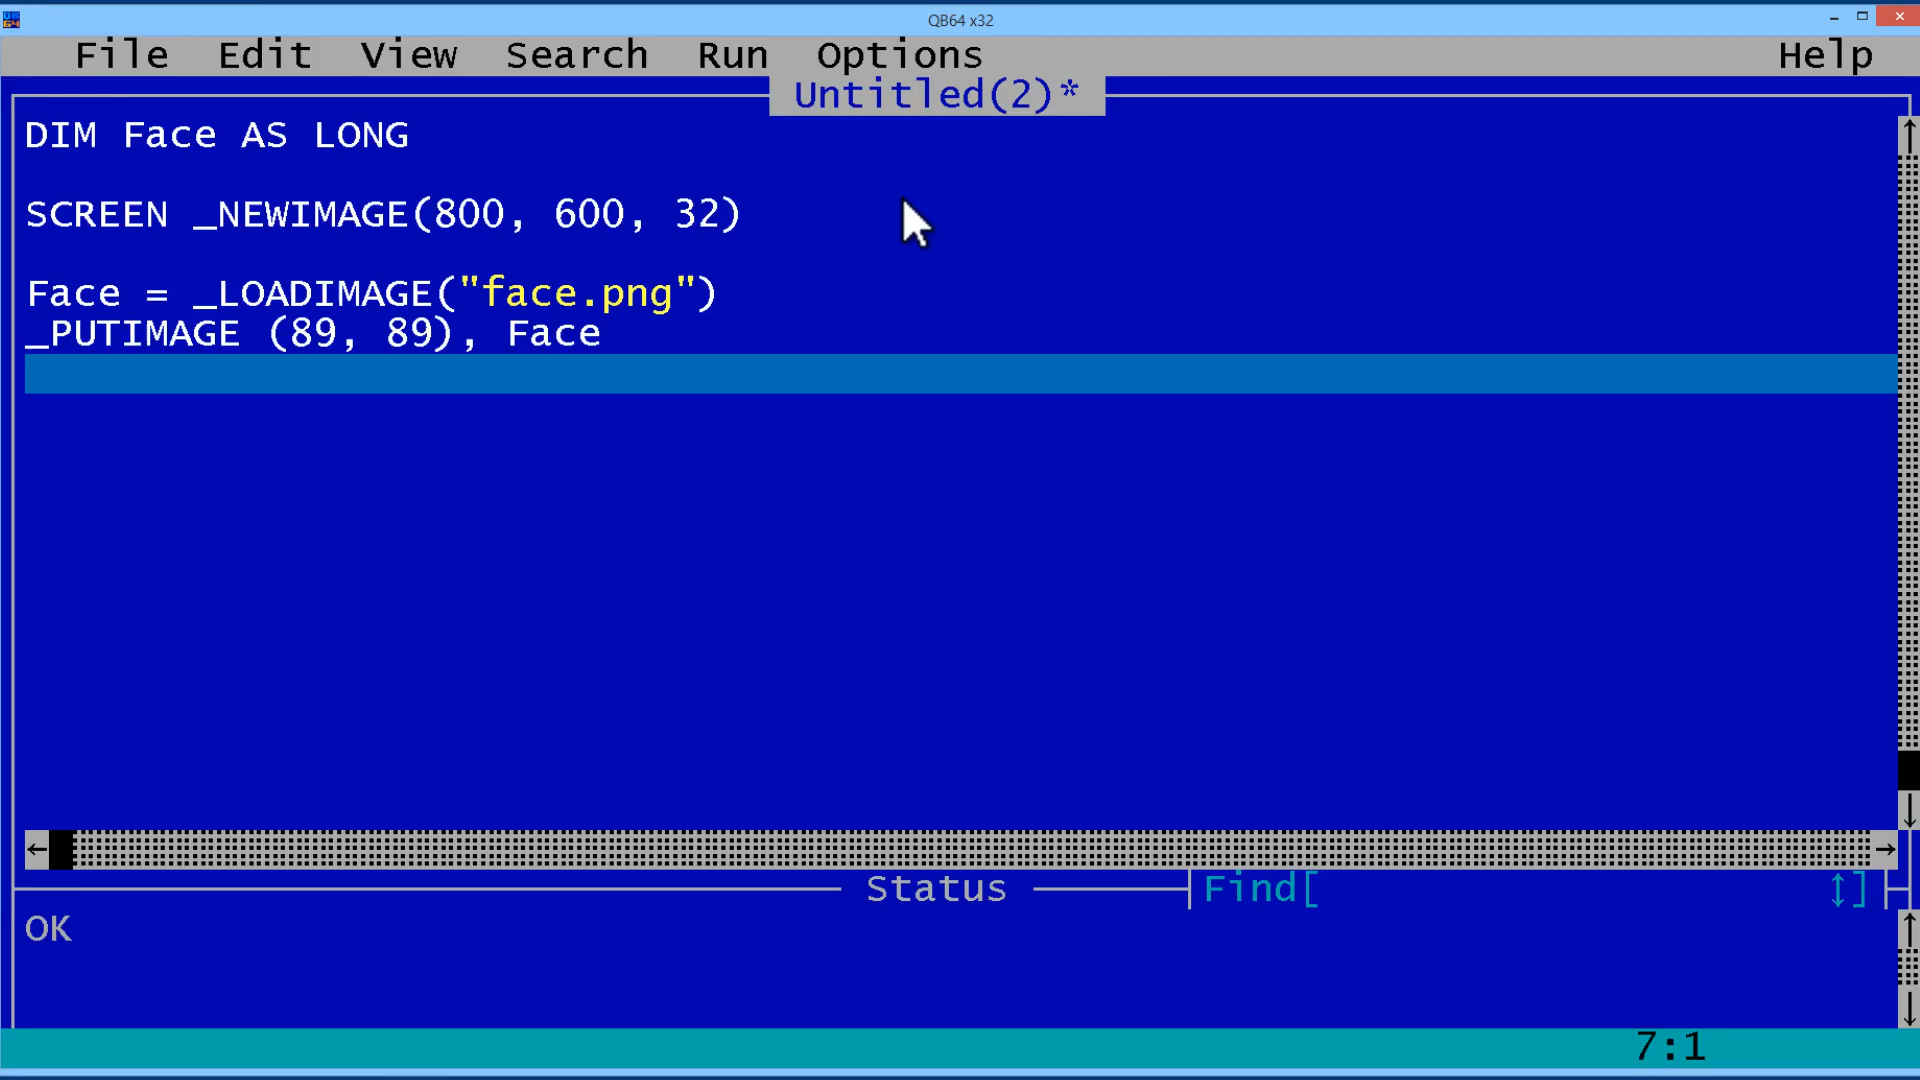 QB64 x32
File Edit View Search Run Options Help
Untitled(2)*
DIM Face AS LONG
SCREEN _NEWIMAGE(800, 600, 32)
Face = _LOADIMAGE("face.png")
_PUTIMAGE (89, 89), Face
Status Find[ ↕]
OK
7:1